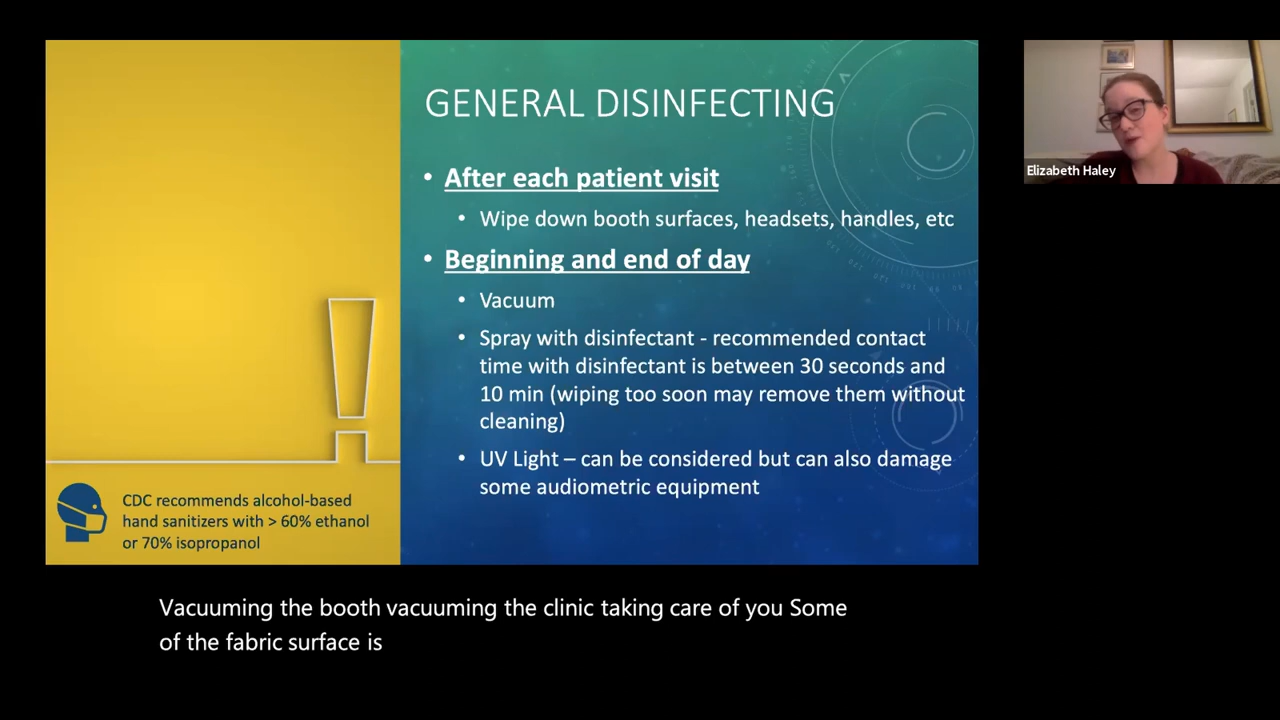 GENERAL DISINFECTING
• After each patient visit
• Wipe down booth surfaces, headsets, handles, etc
• Beginning and end of day
• Vacuum
• Spray with disinfectant - recommended contact
time with disinfectant is between 30 seconds and
10 min (wiping too soon may remove them without
cleaning)
• UV Light – can be considered but can also damage
some audiometric equipment
CDC recommends alcohol-based
hand sanitizers with > 60% ethanol
or 70% isopropanol
Elizabeth Haley
Vacuuming the booth vacuuming the clinic taking care of you Some
of the fabric surface is